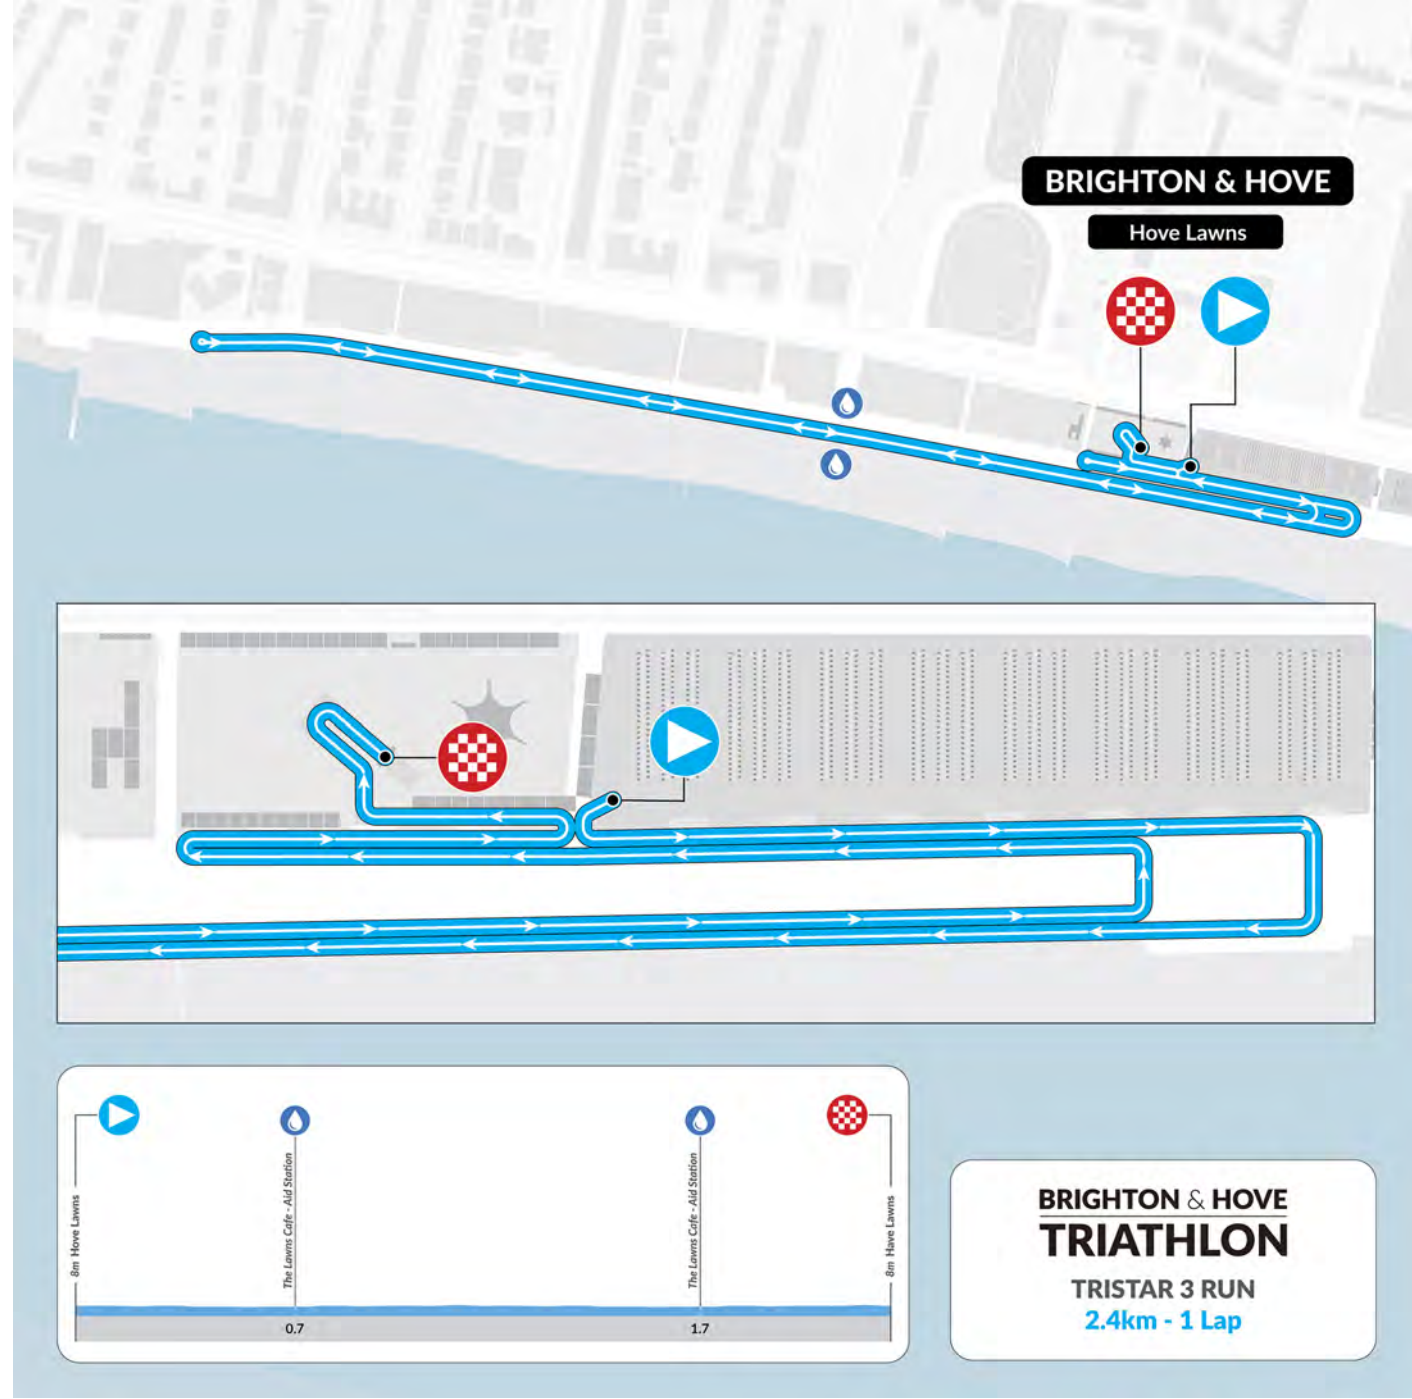 BRIGHTON & HOVE
Hove Lawns
8m Hove Lawns
The Lawns Cafe - Aid Station
The Lawns Cafe - Aid Station
8m Have Lawns
0.7
1.7
BRIGHTON & HOVE
TRIATHLON
TRISTAR 3 RUN
2.4km - 1 Lap